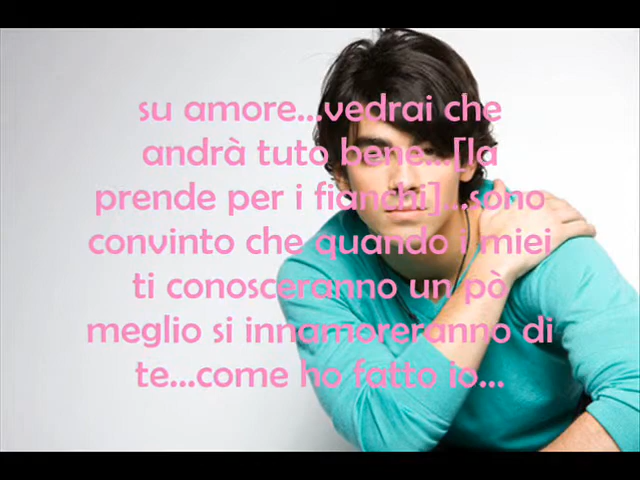 su amore...vedrai che
andrà tuto bene...[la
prende per i fianchi]...sono
convinto che quando i miei
ti conosceranno un pò
meglio si innamoreranno di
te...come ho fatto io...